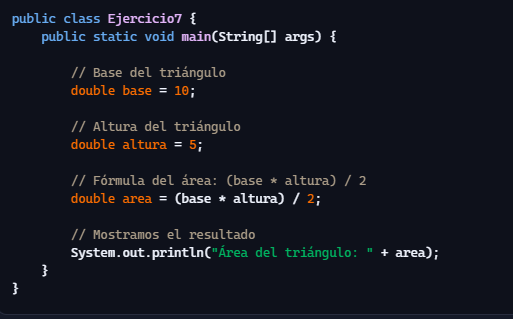 public class Ejercicio7 {
    public static void main(String[] args) {

        // Base del triángulo
        double base = 10;

        // Altura del triángulo
        double altura = 5;

        // Fórmula del área: (base * altura) / 2
        double area = (base * altura) / 2;

        // Mostramos el resultado
        System.out.println("Área del triángulo: " + area);
    }
}